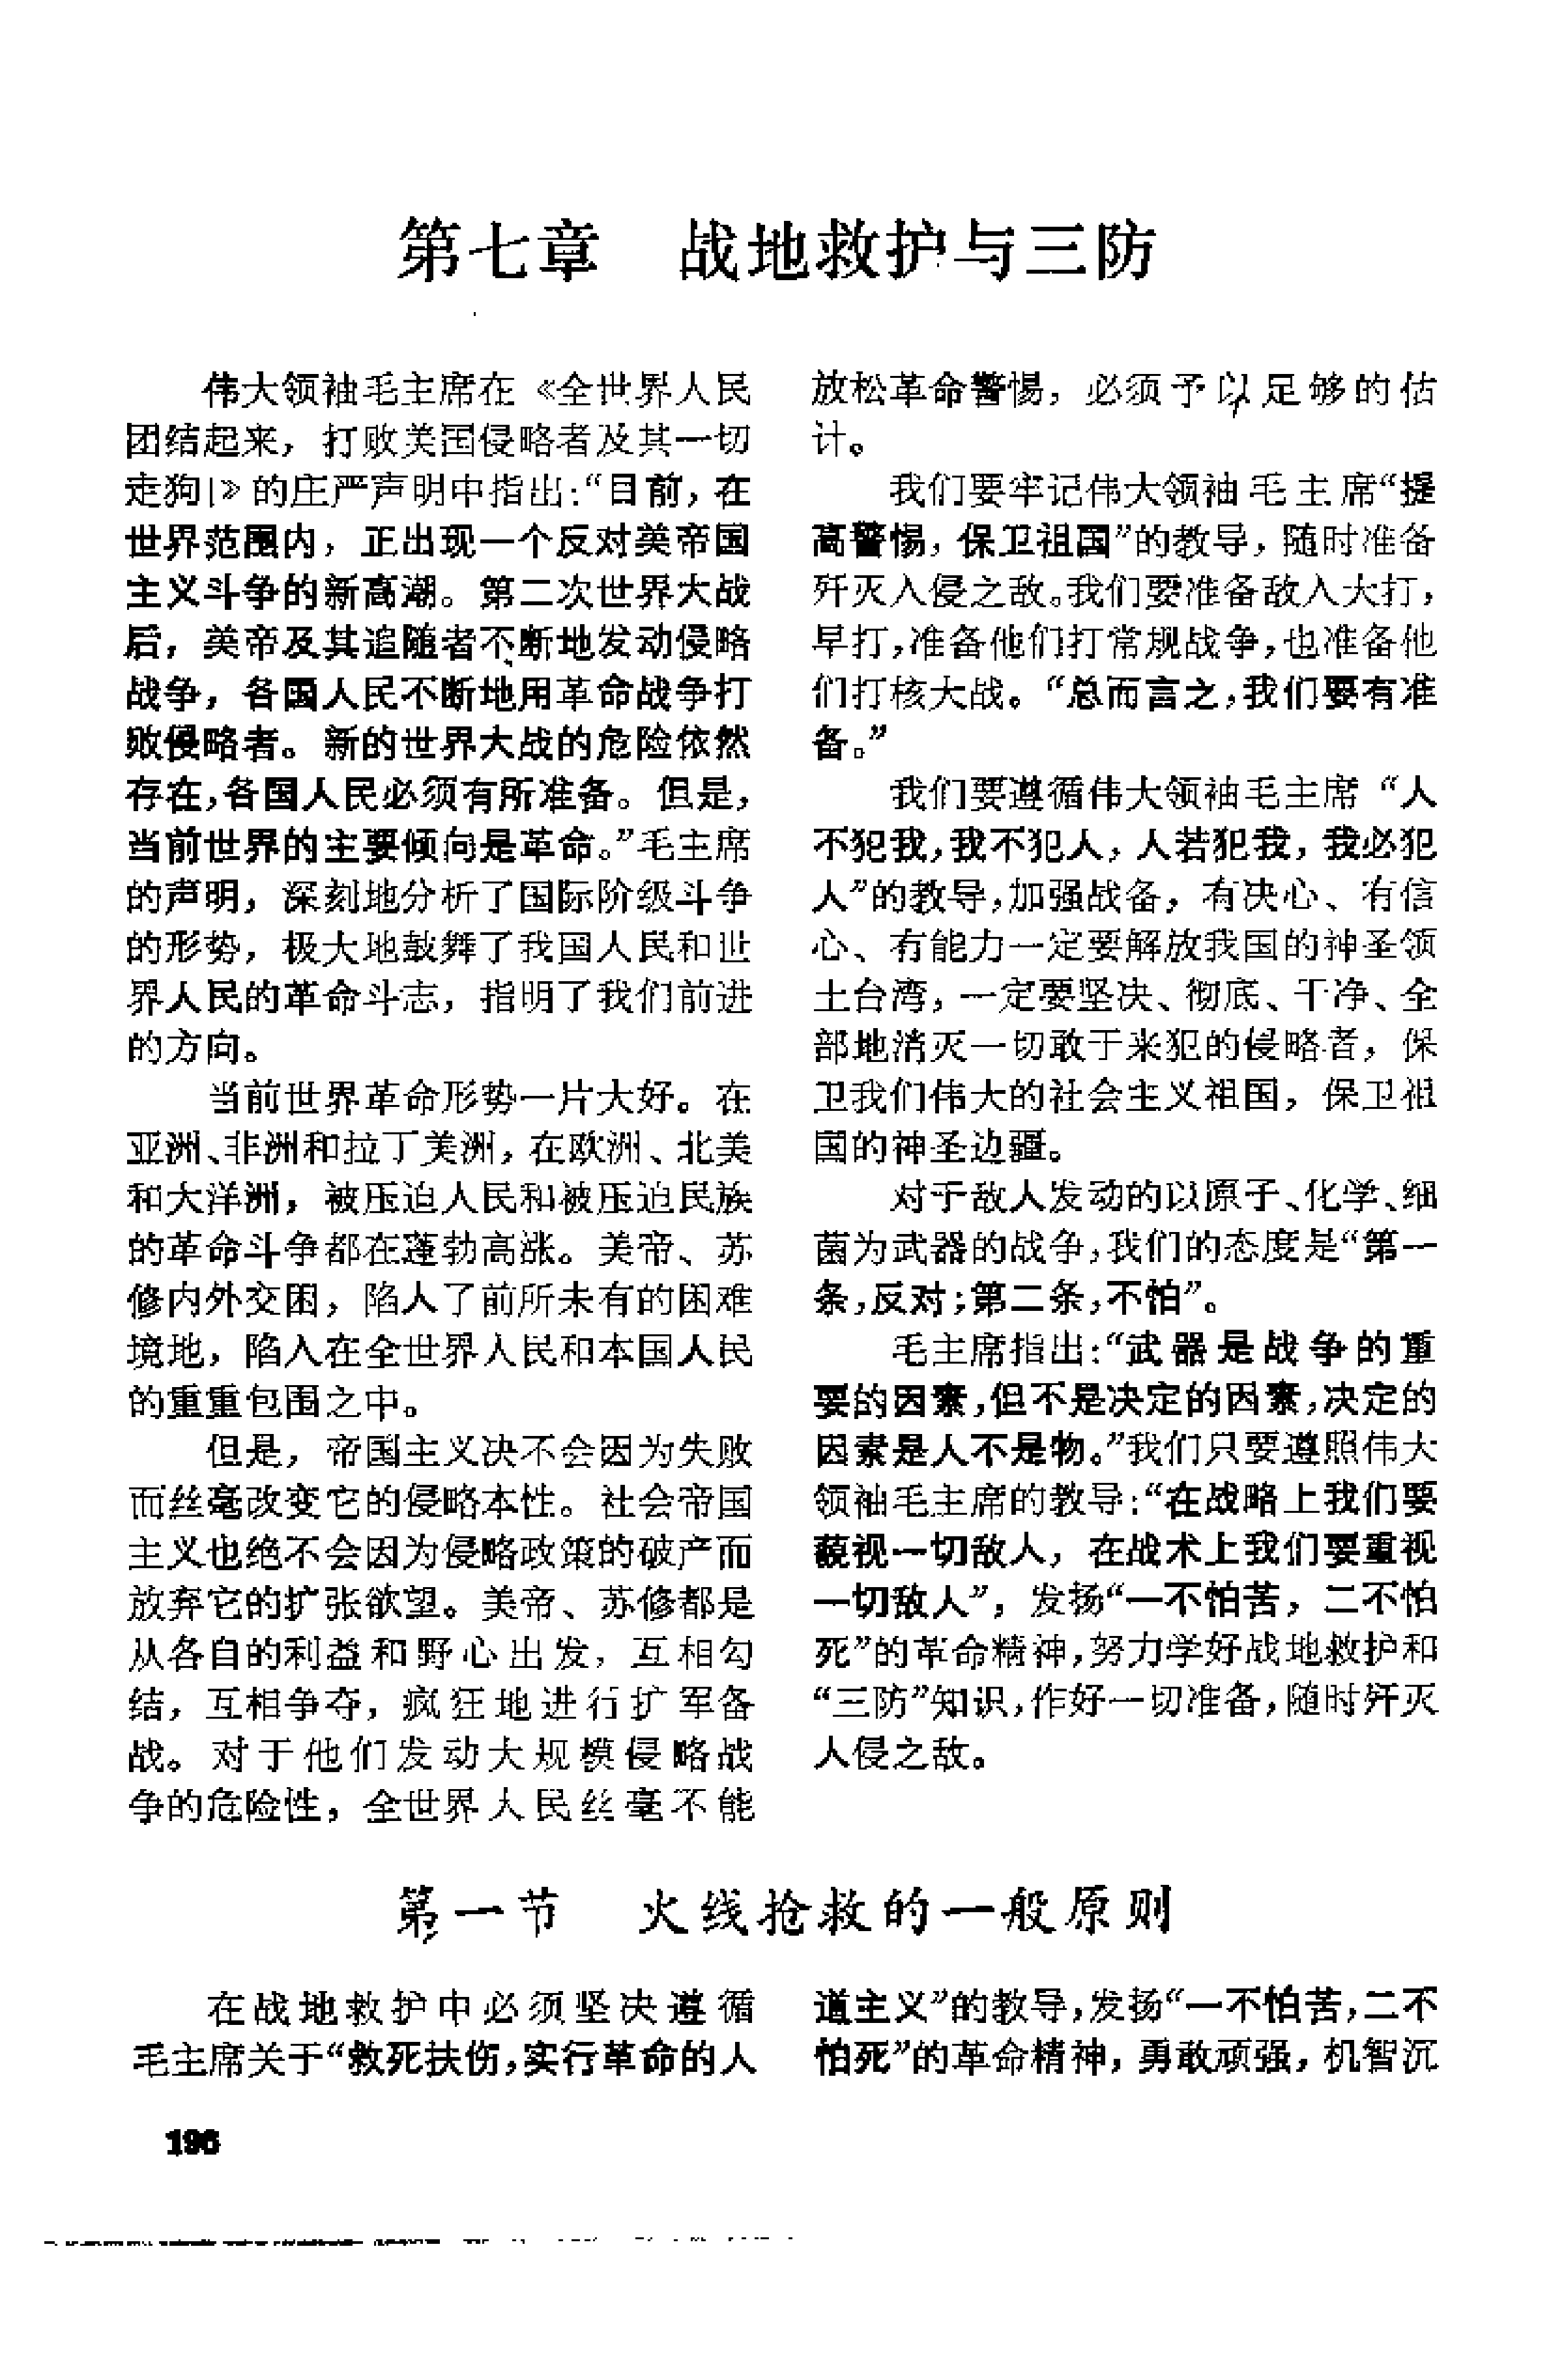 第七章　战地救护与三防
伟大领袖毛主席在《全世界人民
团结起来，打败美国侵略者及其一切
走狗！》的庄严声明中指出：“目前，在
世界范围内，正出现一个反对美帝国
主义斗争的新高潮。第二次世界大战
后，美帝及其追随者不断地发动侵略
战争，各国人民不断地用革命战争打
败侵略者。新的世界大战的危险依然
存在，各国人民必须有所准备。但是，
当前世界的主要倾向是革命。”毛主席
的声明，深刻地分析了国际阶级斗争
的形势，极大地鼓舞了我国人民和世
界人民的革命斗志，指明了我们前进
的方向。
当前世界革命形势一片大好。在
亚洲、非洲和拉丁美洲，在欧洲、北美
和大洋洲，被压迫人民和被压迫民族
的革命斗争都在蓬勃高涨。美帝、苏
修内外交困，陷入了前所未有的困难
境地，陷入在全世界人民和本国人民
的重重包围之中。
但是，帝国主义决不会因为失败
而丝毫改变它的侵略本性。社会帝国
主义也绝不会因为侵略政策的破产而
放弃它的扩张欲望。美帝、苏修都是
从各自的利益和野心出发，互相勾
结，互相争夺，疯狂地进行扩军备
战。对于他们发动大规模侵略战
争的危险性，全世界人民丝毫不能
放松革命警惕，必须予以足够的估
计。
我们要牢记伟大领袖毛主席“提
高警惕，保卫祖国”的教导，随时准备
歼灭入侵之敌。我们要准备敌人大打，
早打，准备他们打常规战争，也准备他
们打核大战。“总而言之，我们要有准
备。”
我们要遵循伟大领袖毛主席“人
不犯我，我不犯人，人若犯我，我必犯
人”的教导，加强战备，有决心、有信
心、有能力一定要解放我国的神圣领
土台湾，一定要坚决、彻底、干净、全
部地消灭一切敢于来犯的侵略者，保
卫我们伟大的社会主义祖国，保卫祖
国的神圣边疆。
对于敌人发动的以原子、化学、细
菌为武器的战争，我们的态度是“第一
条，反对；第二条，不怕”。
毛主席指出：“武器是战争的重
要的因素，但不是决定的因素，决定的
因素是人不是物。”我们只要遵照伟大
领袖毛主席的教导：“在战略上我们要
藐视一切敌人，在战术上我们要重视
一切敌人”，发扬“一不怕苦，二不怕
死”的革命精神，努力学好战地救护和
“三防”知识，作好一切准备，随时歼灭
入侵之敌。
第一节　火线抢救的一般原则
在战地救护中必须坚决遵循
毛主席关于“救死扶伤，实行革命的人
道主义”的教导，发扬“一不怕苦，二不
怕死”的革命精神，勇敢顽强，机智沉
196